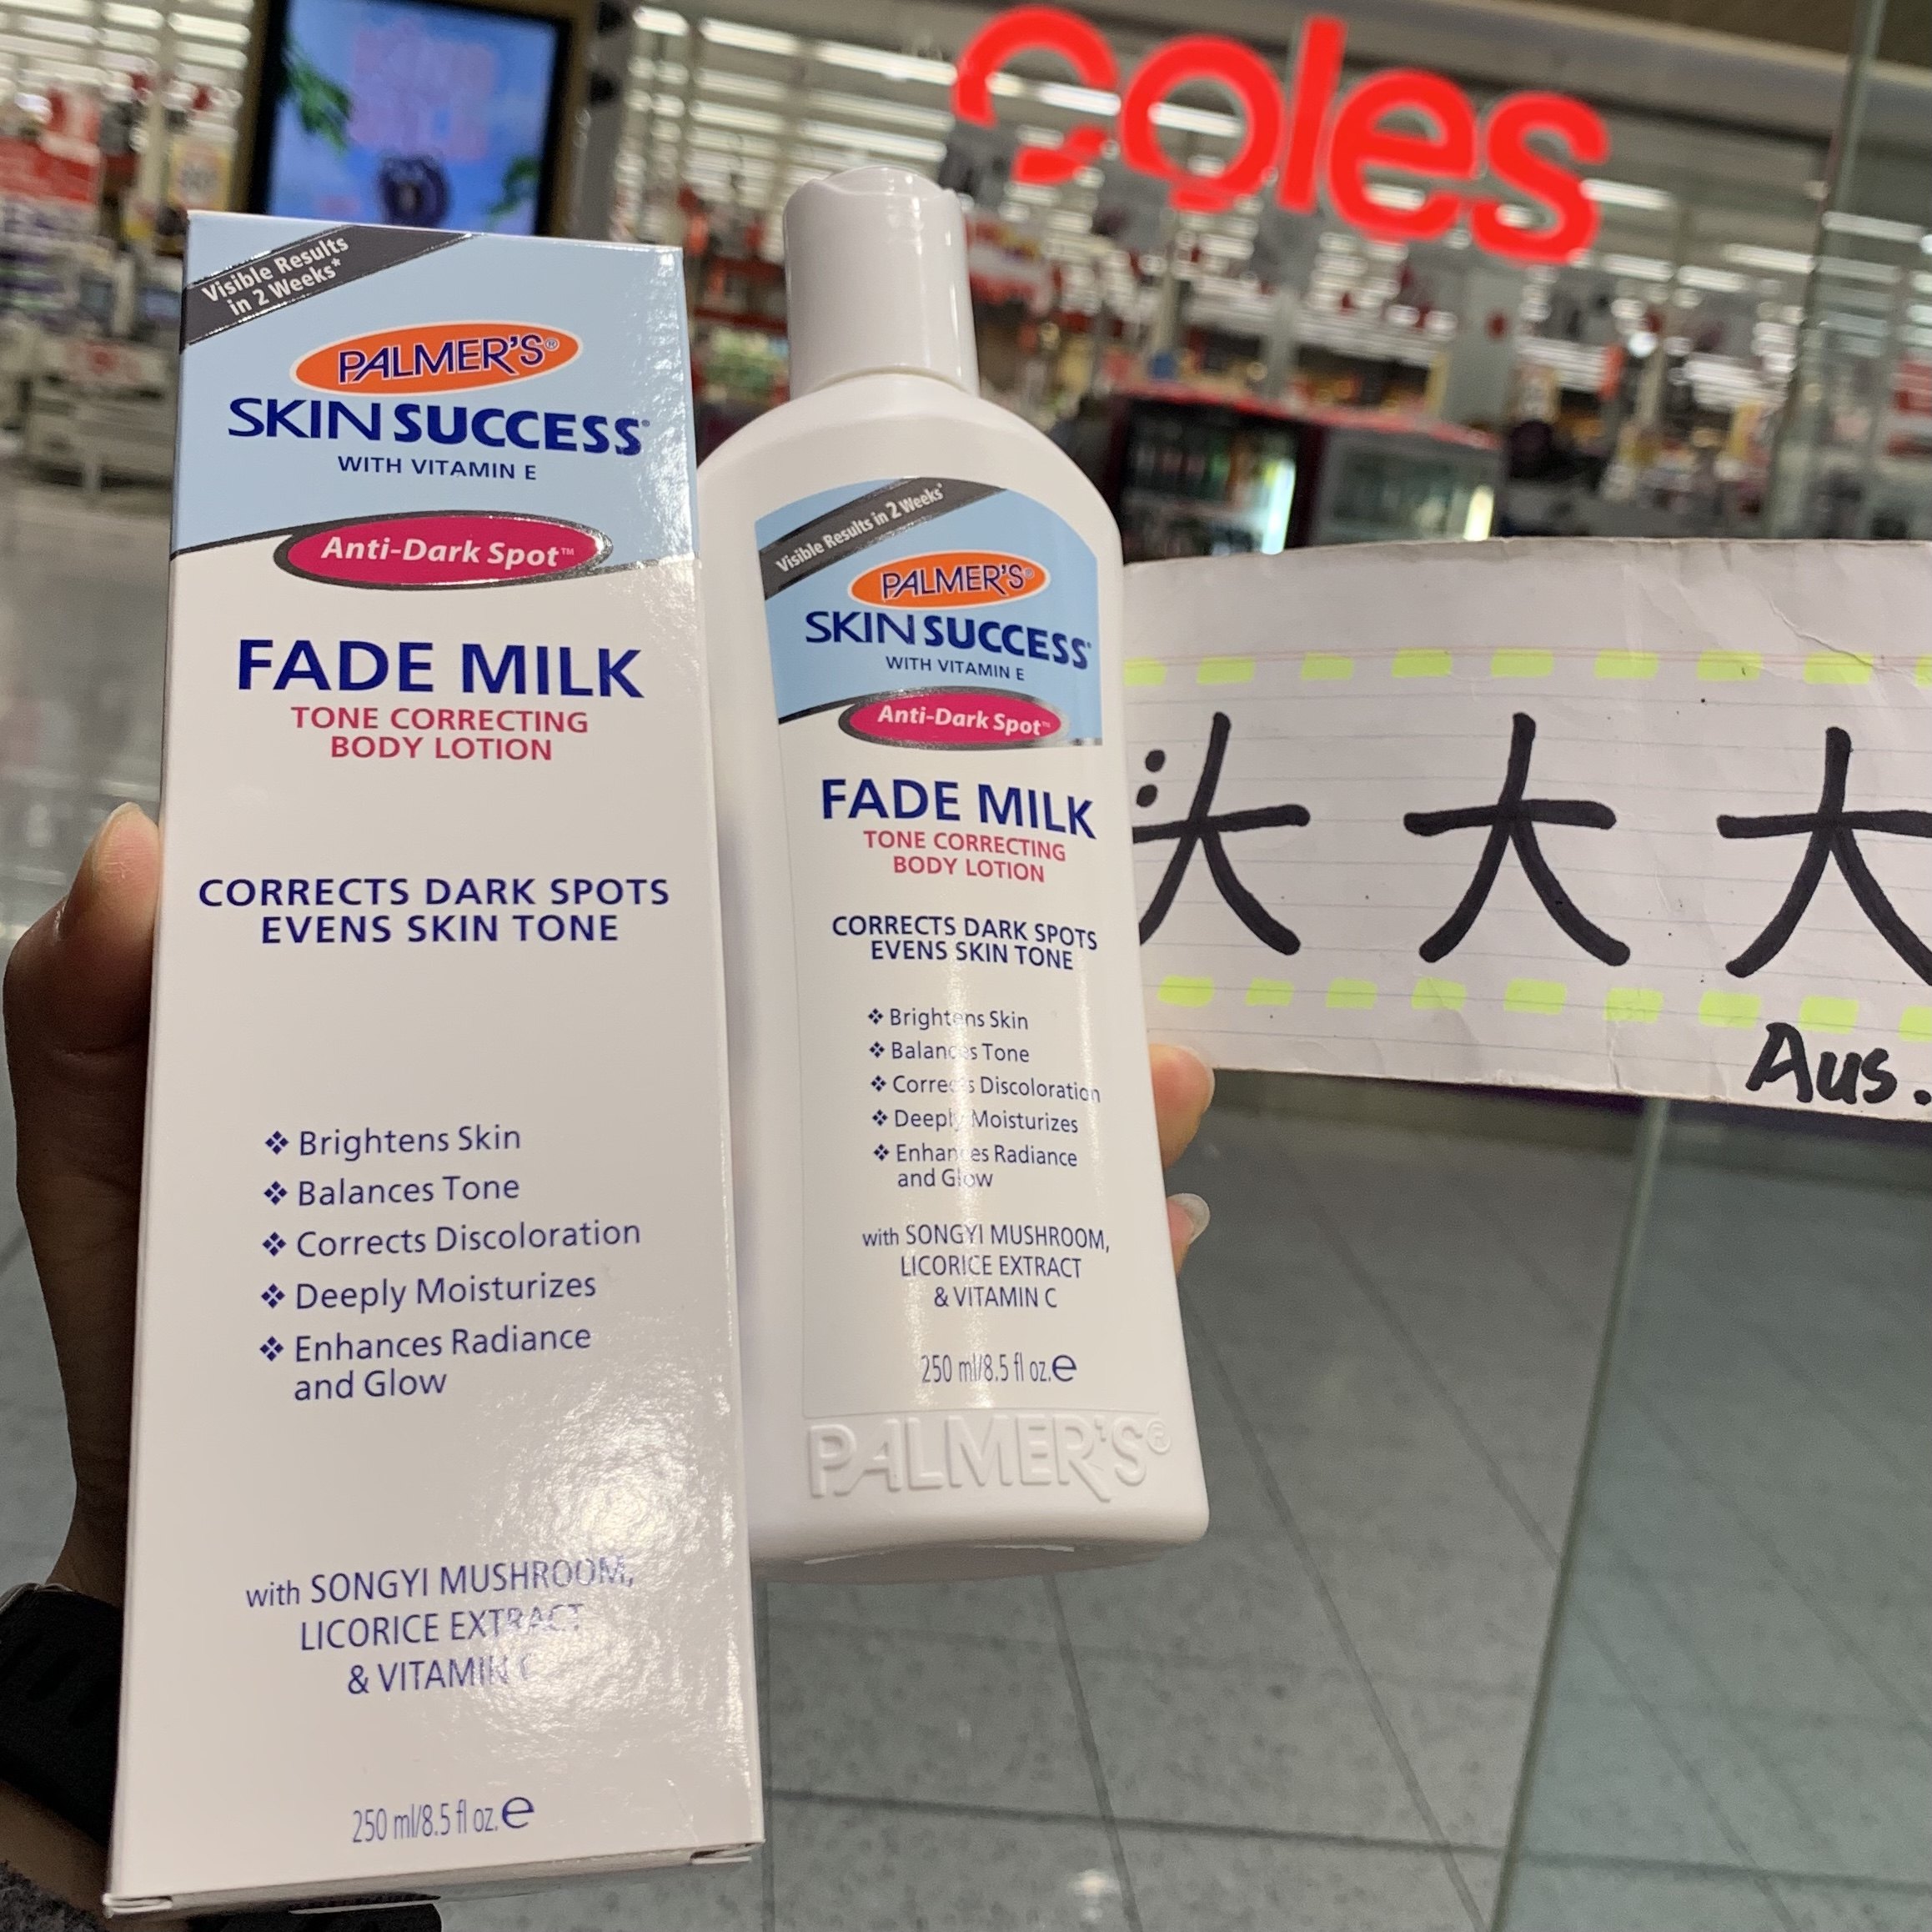 coles
Visible Results
in 2 Weeks*
PALMER'S®
SKIN SUCCESS®
WITH VITAMIN E
Anti-Dark Spot™
FADE MILK
TONE CORRECTING
BODY LOTION
CORRECTS DARK SPOTS
EVENS SKIN TONE
❖ Brightens Skin
❖ Balances Tone
❖ Corrects Discoloration
❖ Deeply Moisturizes
❖ Enhances Radiance
and Glow
with SONGYI MUSHROOM,
LICORICE EXTRACT
& VITAMIN C
250 ml/8.5 fl oz.℮
Visible Results in 2 Weeks*
PALMER'S®
SKIN SUCCESS®
WITH VITAMIN E
Anti-Dark Spot™
FADE MILK
TONE CORRECTING
BODY LOTION
CORRECTS DARK SPOTS
EVENS SKIN TONE
❖ Brightens Skin
❖ Balances Tone
❖ Corrects Discoloration
❖ Deeply Moisturizes
❖ Enhances Radiance
and Glow
with SONGYI MUSHROOM,
LICORICE EXTRACT
& VITAMIN C
250 ml/8.5 fl oz.℮
PALMER'S®
头大大
Aus.